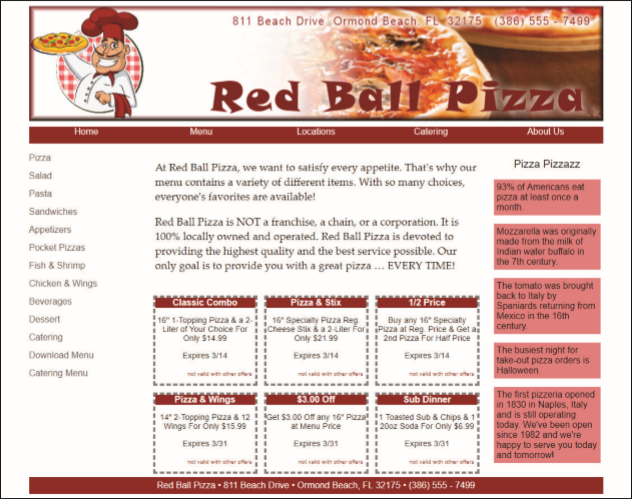 811 Beach Drive Ormond Beach, FL 32175 (386) 555 - 7499
Red Ball Pizza
Home Menu Locations Catering About Us
Pizza
Salad
Pasta
Sandwiches
Appetizers
Pocket Pizzas
Fish & Shrimp
Chicken & Wings
Beverages
Dessert
Catering
Download Menu
Catering Menu
At Red Ball Pizza, we want to satisfy every appetite. That's why our
menu contains a variety of different items. With so many choices,
everyone's favorites are available!
Red Ball Pizza is NOT a franchise, a chain, or a corporation. It is
100% locally owned and operated. Red Ball Pizza is devoted to
providing the highest quality and the best service possible. Our
only goal is to provide you with a great pizza … EVERY TIME!
Classic Combo
16" 1-Topping Pizza & a 2-
Liter of Your Choice For
Only $14.99
Expires 3/14
not valid with other offers
Pizza & Stix
16" Specialty Pizza Reg.
Cheese Stix & a 2-Liter For
Only $21.99
Expires 3/14
not valid with other offers
1/2 Price
Buy any 16" Specialty
Pizza at Reg. Price & Get a
2nd Pizza For Half Price
Expires 3/14
not valid with other offers
Pizza & Wings
14" 2-Topping Pizza & 12
Wings For Only $15.99
Expires 3/31
not valid with other offers
$3.00 Off
Get $3.00 Off any 16" Pizza
at Menu Price
Expires 3/31
not valid with other offers
Sub Dinner
1 Toasted Sub & Chips & 1
20oz Soda For Only $6.99
Expires 3/31
not valid with other offers
Pizza Pizzazz
93% of Americans eat
pizza at least once a
month.
Mozzarella was originally
made from the milk of
Indian water buffalo in
the 7th century.
The tomato was brought
back to Italy by
Spaniards returning from
Mexico in the 16th
century
The busiest night for
take-out pizza orders is
Halloween.
The first pizzeria opened
in 1830 in Naples, Italy
and is still operating
today. We've been open
since 1982 and we're
happy to serve you today
and tomorrow!
Red Ball Pizza • 811 Beach Drive • Ormond Beach, FL 32175 • (386) 555 - 7499